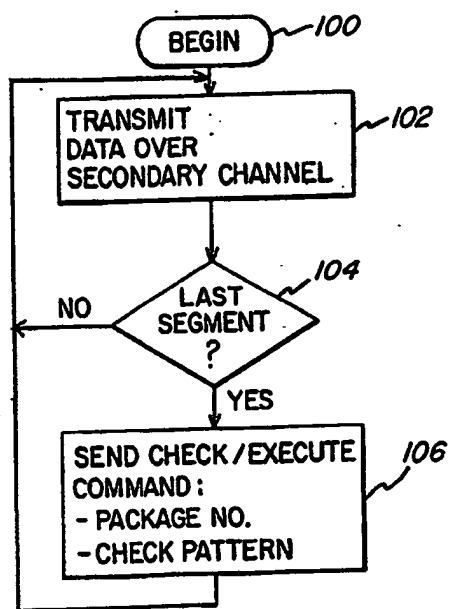 BEGIN
100
TRANSMIT
DATA OVER
SECONDARY CHANNEL
102
104
LAST
SEGMENT
?
NO
YES
SEND CHECK/EXECUTE
COMMAND:
- PACKAGE NO.
- CHECK PATTERN
106